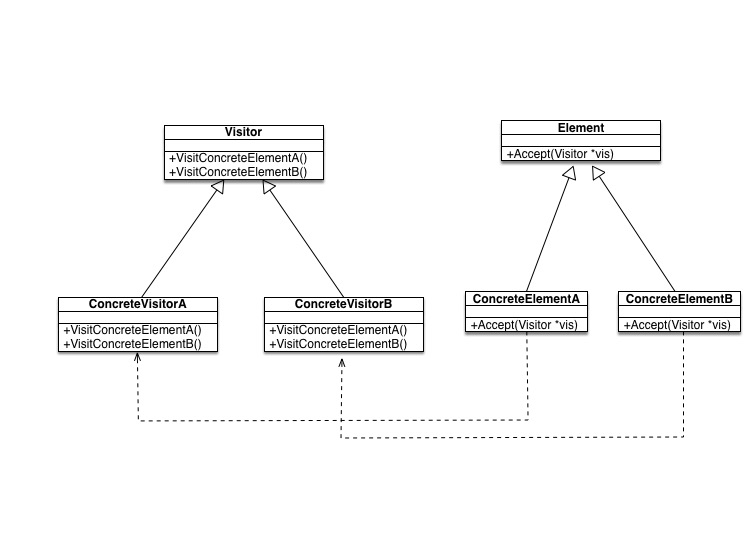 Visitor
+VisitConcreteElementA()
+VisitConcreteElementB()
Element
+Accept(Visitor *vis)
ConcreteVisitorA
+VisitConcreteElementA()
+VisitConcreteElementB()
ConcreteVisitorB
+VisitConcreteElementA()
+VisitConcreteElementB()
ConcreteElementA
+Accept(Visitor *vis)
ConcreteElementB
+Accept(Visitor *vis)